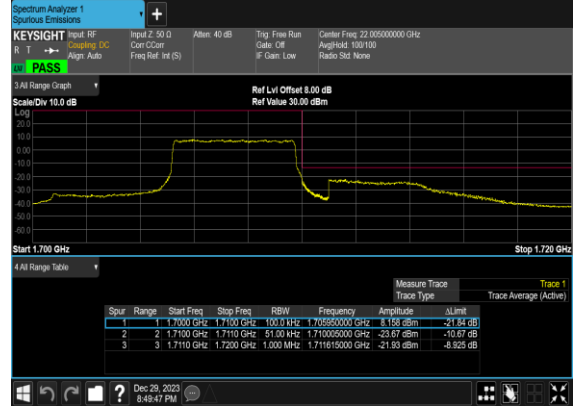 Spectrum Analyzer 1
Spurious Emissions
+
KEYSIGHT Input: RF Input Z: 50 Ω Atten: 40 dB Trig: Free Run Center Freq: 22.005000000 GHz
R T Coupling: DC Corr CCorr Gate: Off Avg|Hold: 100/100
Align: Auto Freq Ref: Int (S) IF Gain: Low Radio Std: None
PASS
3 All Range Graph Ref Lvl Offset 8.00 dB
Scale/Div 10.0 dB Ref Value 30.00 dBm
Log
20.0
10.0
0.00
-10.0
-20.0
-30.0
-40.0
-50.0
-60.0
Start 1.700 GHz Stop 1.720 GHz
4 All Range Table
Measure Trace Trace 1
Trace Type Trace Average (Active)
Spur Range Start Freq Stop Freq RBW Frequency Amplitude ΔLimit
1 1 1.7000 GHz 1.7100 GHz 100.0 kHz 1.705950000 GHz 8.158 dBm -21.84 dB
2 2 1.7100 GHz 1.7110 GHz 51.00 kHz 1.710005000 GHz -23.67 dBm -10.67 dB
3 3 1.7110 GHz 1.7200 GHz 1.000 MHz 1.711615000 GHz -21.93 dBm -8.925 dB
? Dec 29, 2023
8:49:47 PM